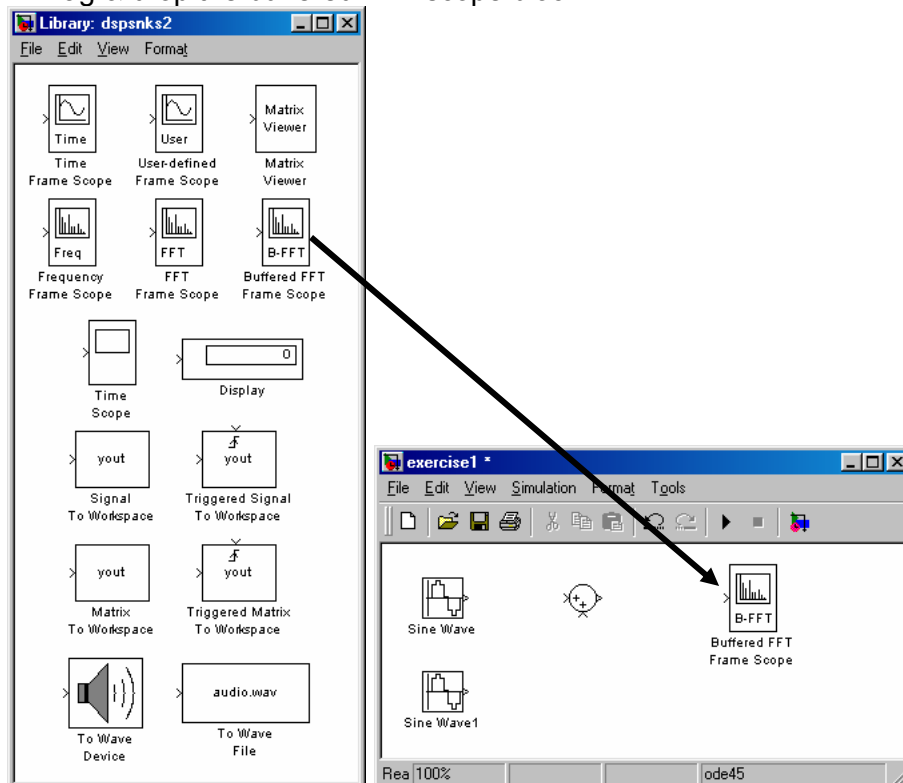 Library: dspsnks2
File Edit View Format
Time
User
Matrix
Viewer
Time
Frame Scope
User-defined
Frame Scope
Matrix
Viewer
Freq
FFT
B-FFT
Frequency
Frame Scope
FFT
Frame Scope
Buffered FFT
Frame Scope
0
Time
Scope
Display
yout
yout
Signal
To Workspace
Triggered Signal
To Workspace
yout
yout
Matrix
To Workspace
Triggered Matrix
To Workspace
audio.wav
To Wave
Device
To Wave
File
exercise1 *
File Edit View Simulation Format Tools
Sine Wave
B-FFT
Buffered FFT
Frame Scope
Sine Wave1
Rea 100% ode45